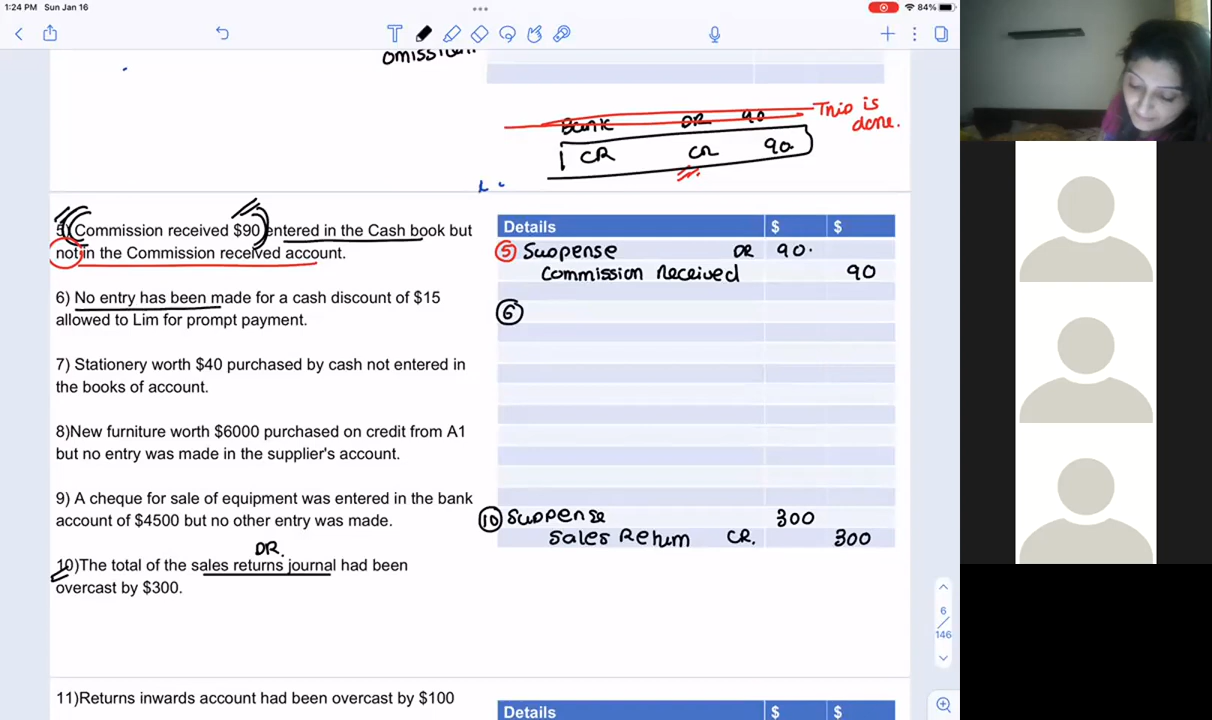 1:24 PM Sun Jan 16
84%
omission.
Bank DR 90
This is
done.
CR CR 90
Details $ $
5) Commission received $90 entered in the Cash book but
not in the Commission received account.
5 Suspense DR 90.
Commission Received 90
6) No entry has been made for a cash discount of $15
allowed to Lim for prompt payment.
6
7) Stationery worth $40 purchased by cash not entered in
the books of account.
8)New furniture worth $6000 purchased on credit from A1
but no entry was made in the supplier's account.
9) A cheque for sale of equipment was entered in the bank
account of $4500 but no other entry was made.
10 Suspense 300
Sales Return CR. 300
DR.
10)The total of the sales returns journal had been
overcast by $300.
6
146
11)Returns inwards account had been overcast by $100
Details $ $